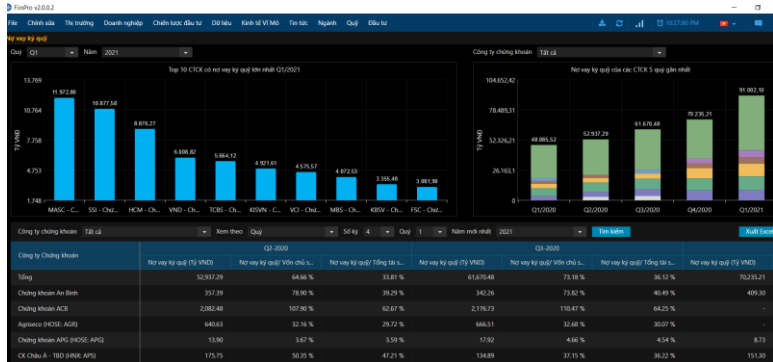 FiinPro v2.0.0.2
File Chỉnh sửa Thị trường Doanh nghiệp Chiến lược đầu tư Dữ liệu Kinh tế Vĩ Mô Tin tức Ngành Quỹ Đầu tư 10:27:00 PM
Nợ vay ký quỹ
Quý Q1 Năm 2021 Công ty chứng khoán Tất cả
Top 10 CTCK có nợ vay ký quỹ lớn nhất Q1/2021
Tỷ VND
13.769
10.764
7.758
4.753
1.748
11.972,88
10.877,58
8.876,27
6.008,82
5.664,12
4.921,61
4.575,57
4.072,53
3.355,48
3.081,98
MASC - C... SSI - Chứ... HCM - Ch... VND - Ch... TCBS - Ch... KISVN - C... VCI - Chứ... MBS - Ch... KBSV - Ch... FSC - Chứ...
Nợ vay ký quỹ của các CTCK 5 quý gần nhất
Tỷ VND
104.652,42
78.489,31
52.326,21
26.163,1
0
48.005,52
52.937,29
61.670,48
70.235,21
91.002,10
Q1/2020 Q2/2020 Q3/2020 Q4/2020 Q1/2021
Công ty chứng khoán Tất cả Xem theo Quý Số kỳ 4 Quý 1 Năm mới nhất 2021 Tìm kiếm Xuất Excel
Công ty Chứng khoán Q2-2020 Q3-2020
Nợ vay ký quỹ (Tỷ VND) Nợ vay ký quỹ/ Vốn chủ s... Nợ vay ký quỹ/ Tổng tài s... Nợ vay ký quỹ (Tỷ VND) Nợ vay ký quỹ/ Vốn chủ s... Nợ vay ký quỹ/ Tổng tài s... Nợ vay ký quỹ (Tỷ VND)
Tổng 52,937.29 64.66 % 33.81 % 61,670.48 73.18 % 36.12 % 70,235.21
Chứng khoán An Bình 357.39 78.90 % 39.29 % 342.26 73.82 % 40.49 % 409.30
Chứng khoán ACB 2,082.48 107.90 % 62.67 % 2,176.73 110.47 % 64.25 % -
Agriseco (HOSE: AGR) 640.63 32.16 % 29.72 % 666.51 32.68 % 30.07 % -
Chứng khoán APG (HOSE: APG) 13.90 3.67 % 3.59 % 17.92 4.66 % 4.54 % 8.73
CK Châu Á - TBD (HNX: APS) 175.75 50.35 % 47.21 % 134.89 37.15 % 36.22 % 151.30